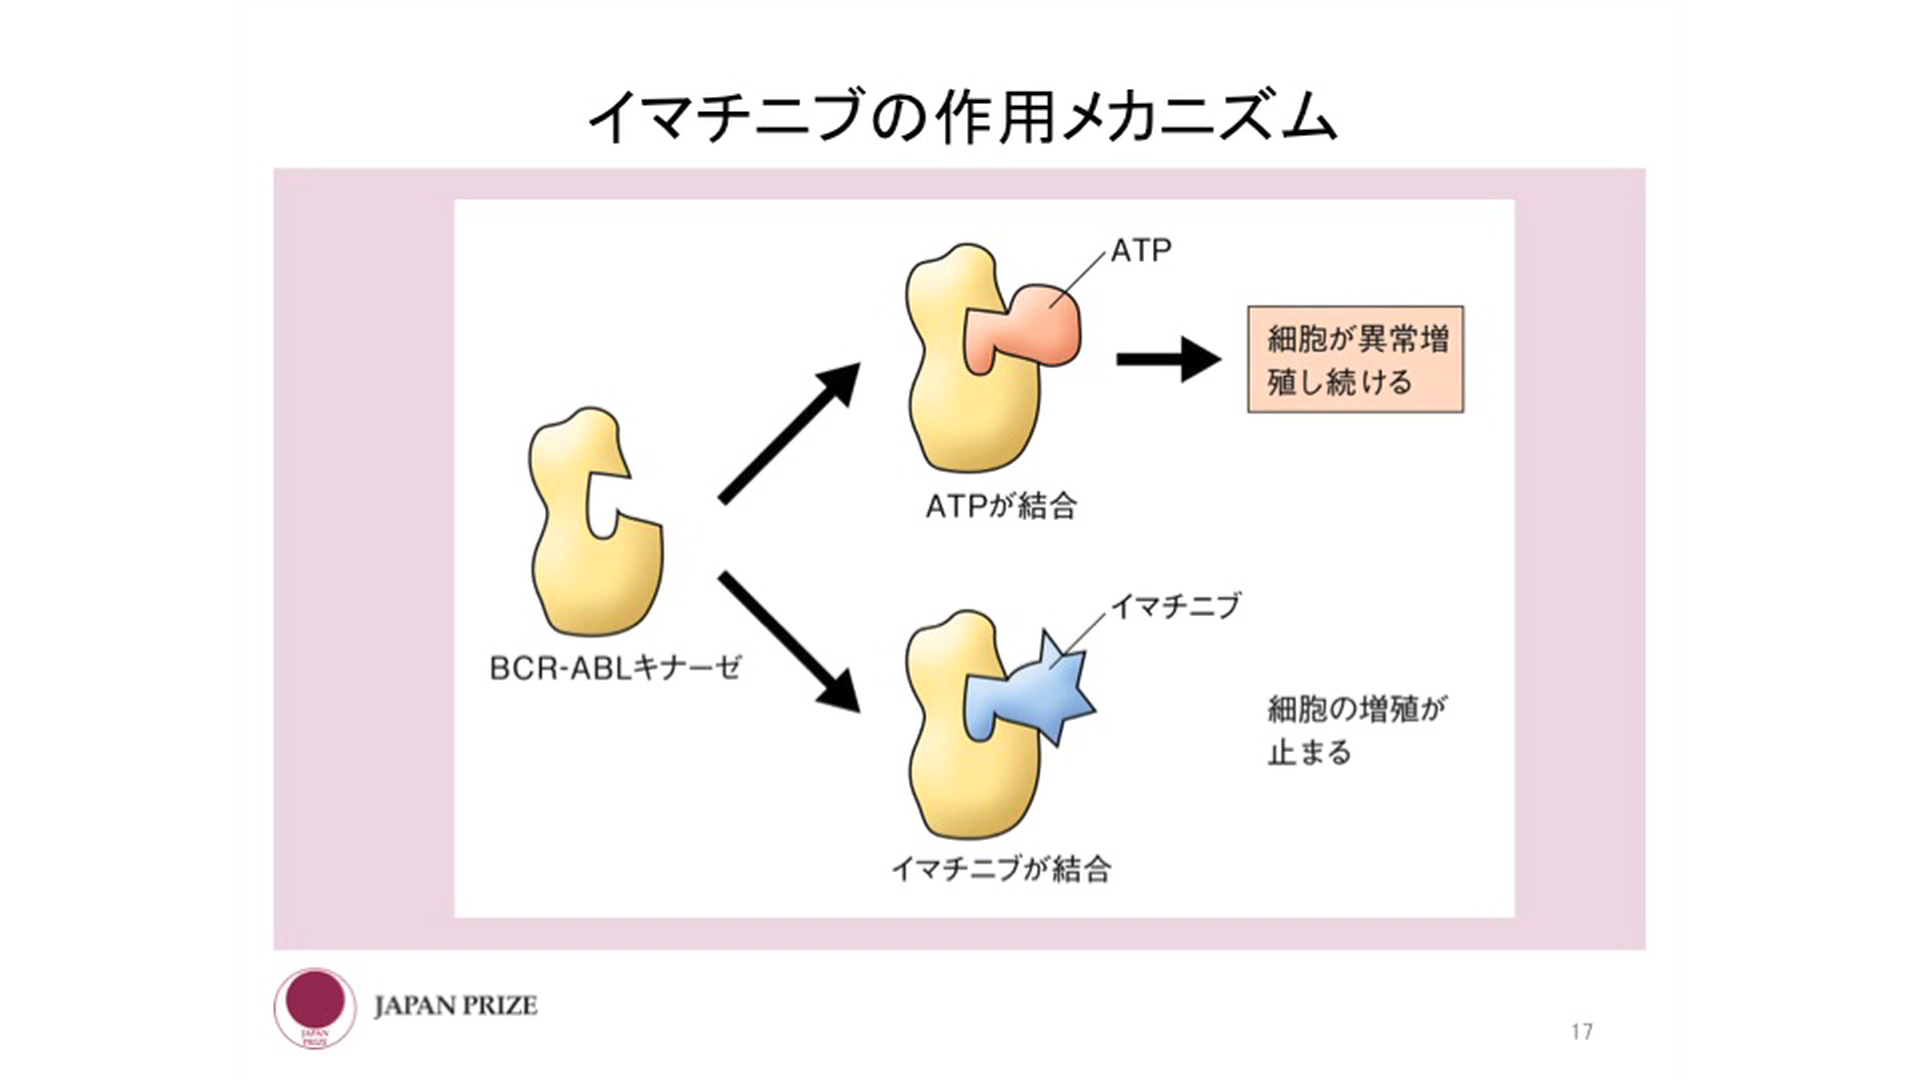 イマチニブの作用メカニズム
ATP
細胞が異常増
殖し続ける
ATPが結合
BCR-ABLキナーゼ
イマチニブ
細胞の増殖が
止まる
イマチニブが結合
JAPAN
PRIZE
JAPAN PRIZE
17